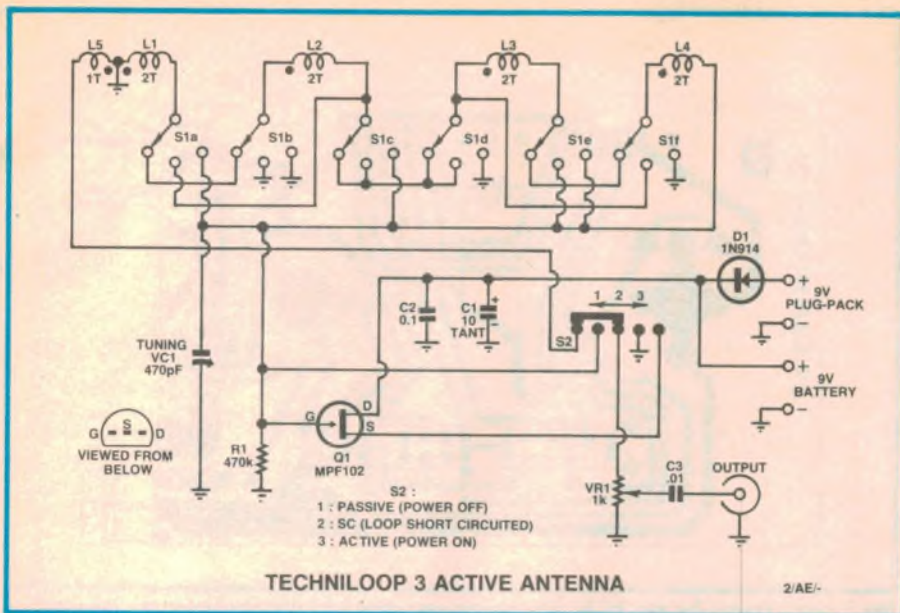 L5
1T
L1
2T
L2
2T
L3
2T
L4
2T
S1a
S1b
S1c
S1d
S1e
S1f
D1
1N914
+
9V
PLUG-PACK
−
+
9V
BATTERY
−
C2
0.1
+
C1
10
TANT
−
1 2 3
S2
TUNING
VC1
470pF
G S D
VIEWED FROM
BELOW
R1
470k
G
D
S
Q1
MPF102
VR1
1k
C3
.01
OUTPUT
S2 :
1 : PASSIVE (POWER OFF)
2 : SC (LOOP SHORT CIRCUITED)
3 : ACTIVE (POWER ON)
TECHNILOOP 3 ACTIVE ANTENNA
2/AE/-